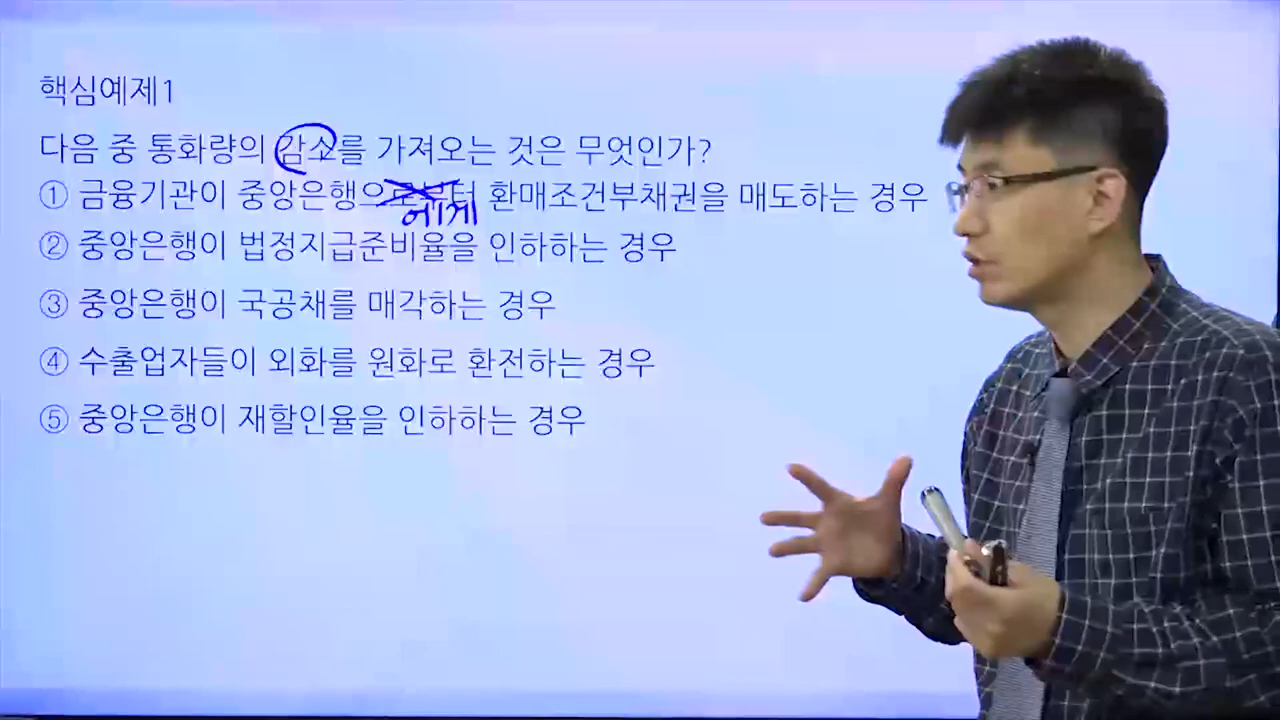 핵심예제1
다음 중 통화량의 감소를 가져오는 것은 무엇인가?
① 금융기관이 중앙은행으로부터 환매조건부채권을 매도하는 경우
에게
② 중앙은행이 법정지급준비율을 인하하는 경우
③ 중앙은행이 국공채를 매각하는 경우
④ 수출업자들이 외화를 원화로 환전하는 경우
⑤ 중앙은행이 재할인율을 인하하는 경우